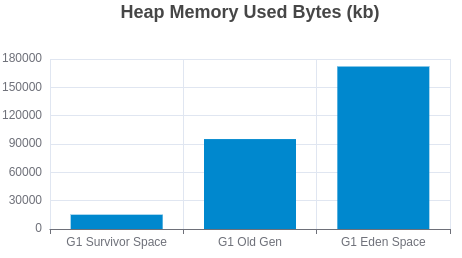 Heap Memory Used Bytes (kb)
180000
150000
120000
90000
60000
30000
0
G1 Survivor Space
G1 Old Gen
G1 Eden Space